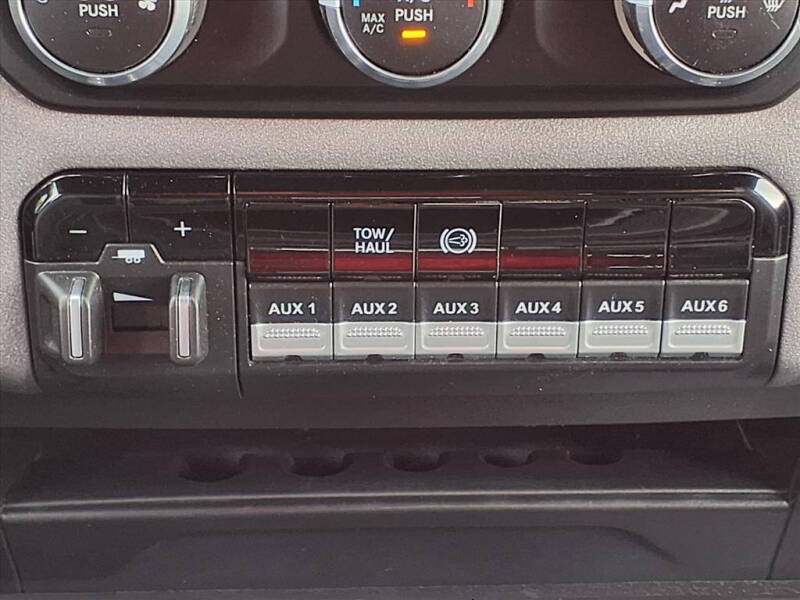 PUSH
A/C
MAX A/C
PUSH
PUSH
- +
TOW/
HAUL
AUX 1 AUX 2 AUX 3 AUX 4 AUX 5 AUX 6